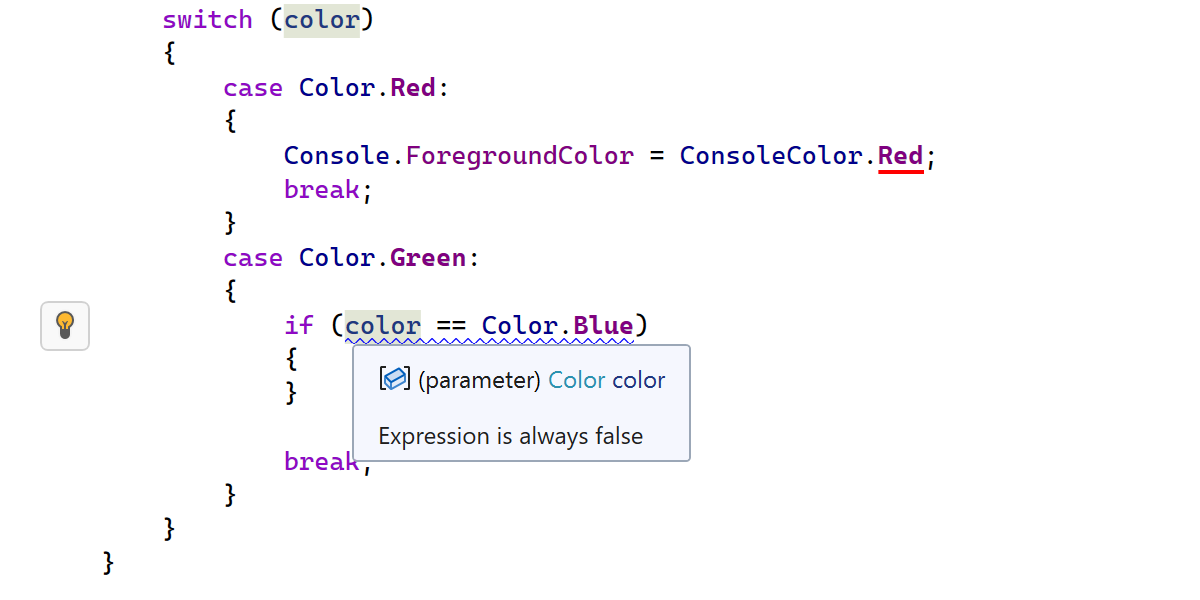 switch (color)
{
case Color.Red:
{
Console.ForegroundColor = ConsoleColor.Red;
break;
}
case Color.Green:
{
if (color == Color.Blue)
{
(parameter) Color color
}
Expression is always false
break;
}
}
}